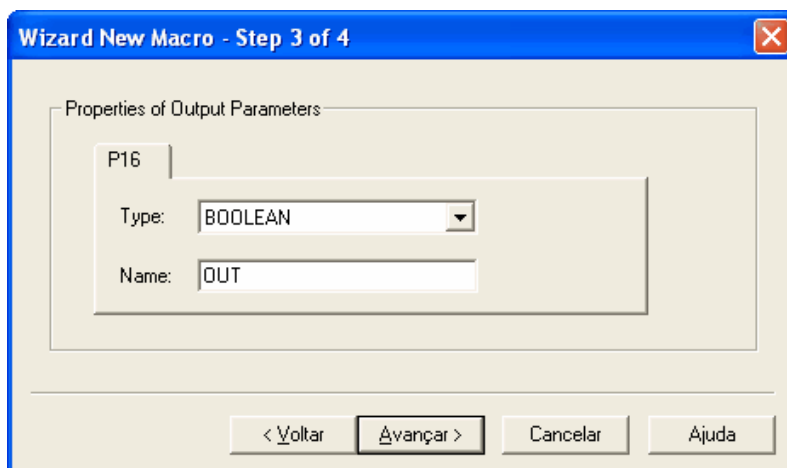 Wizard New Macro - Step 3 of 4
Properties of Output Parameters
P16
Type: BOOLEAN
Name: OUT
< Voltar Avançar > Cancelar Ajuda